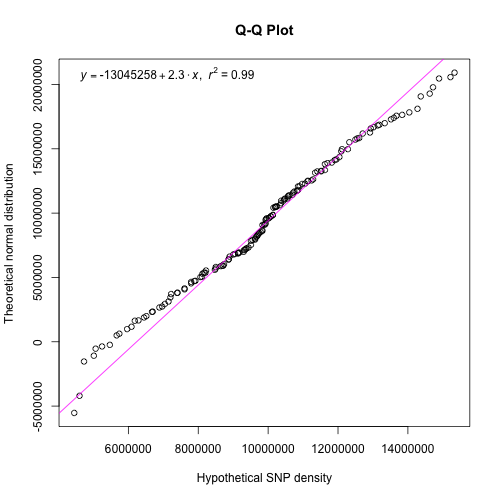 Q-Q Plot
y = -13045258 + 2.3 · x, r² = 0.99
20000000
15000000
10000000
5000000
0
-5000000
Theoretical normal distribution
6000000 8000000 10000000 12000000 14000000
Hypothetical SNP density